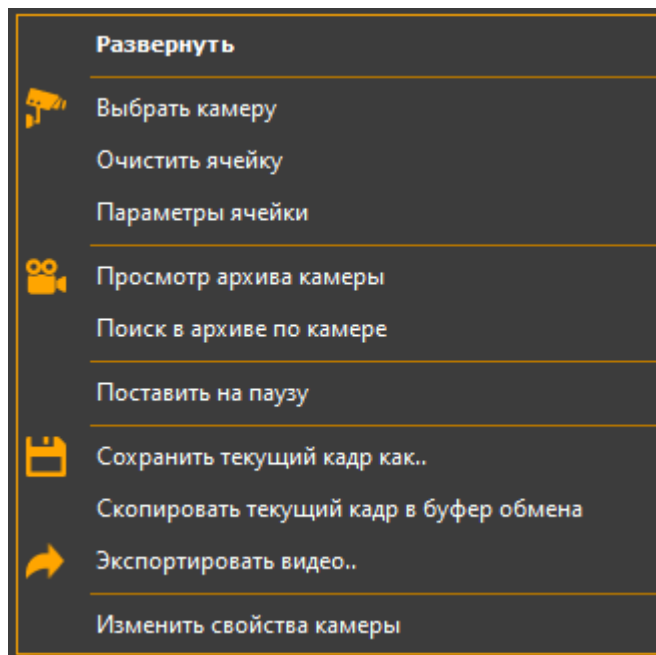 Развернуть
Выбрать камеру
Очистить ячейку
Параметры ячейки
Просмотр архива камеры
Поиск в архиве по камере
Поставить на паузу
Сохранить текущий кадр как..
Скопировать текущий кадр в буфер обмена
Экспортировать видео..
Изменить свойства камеры